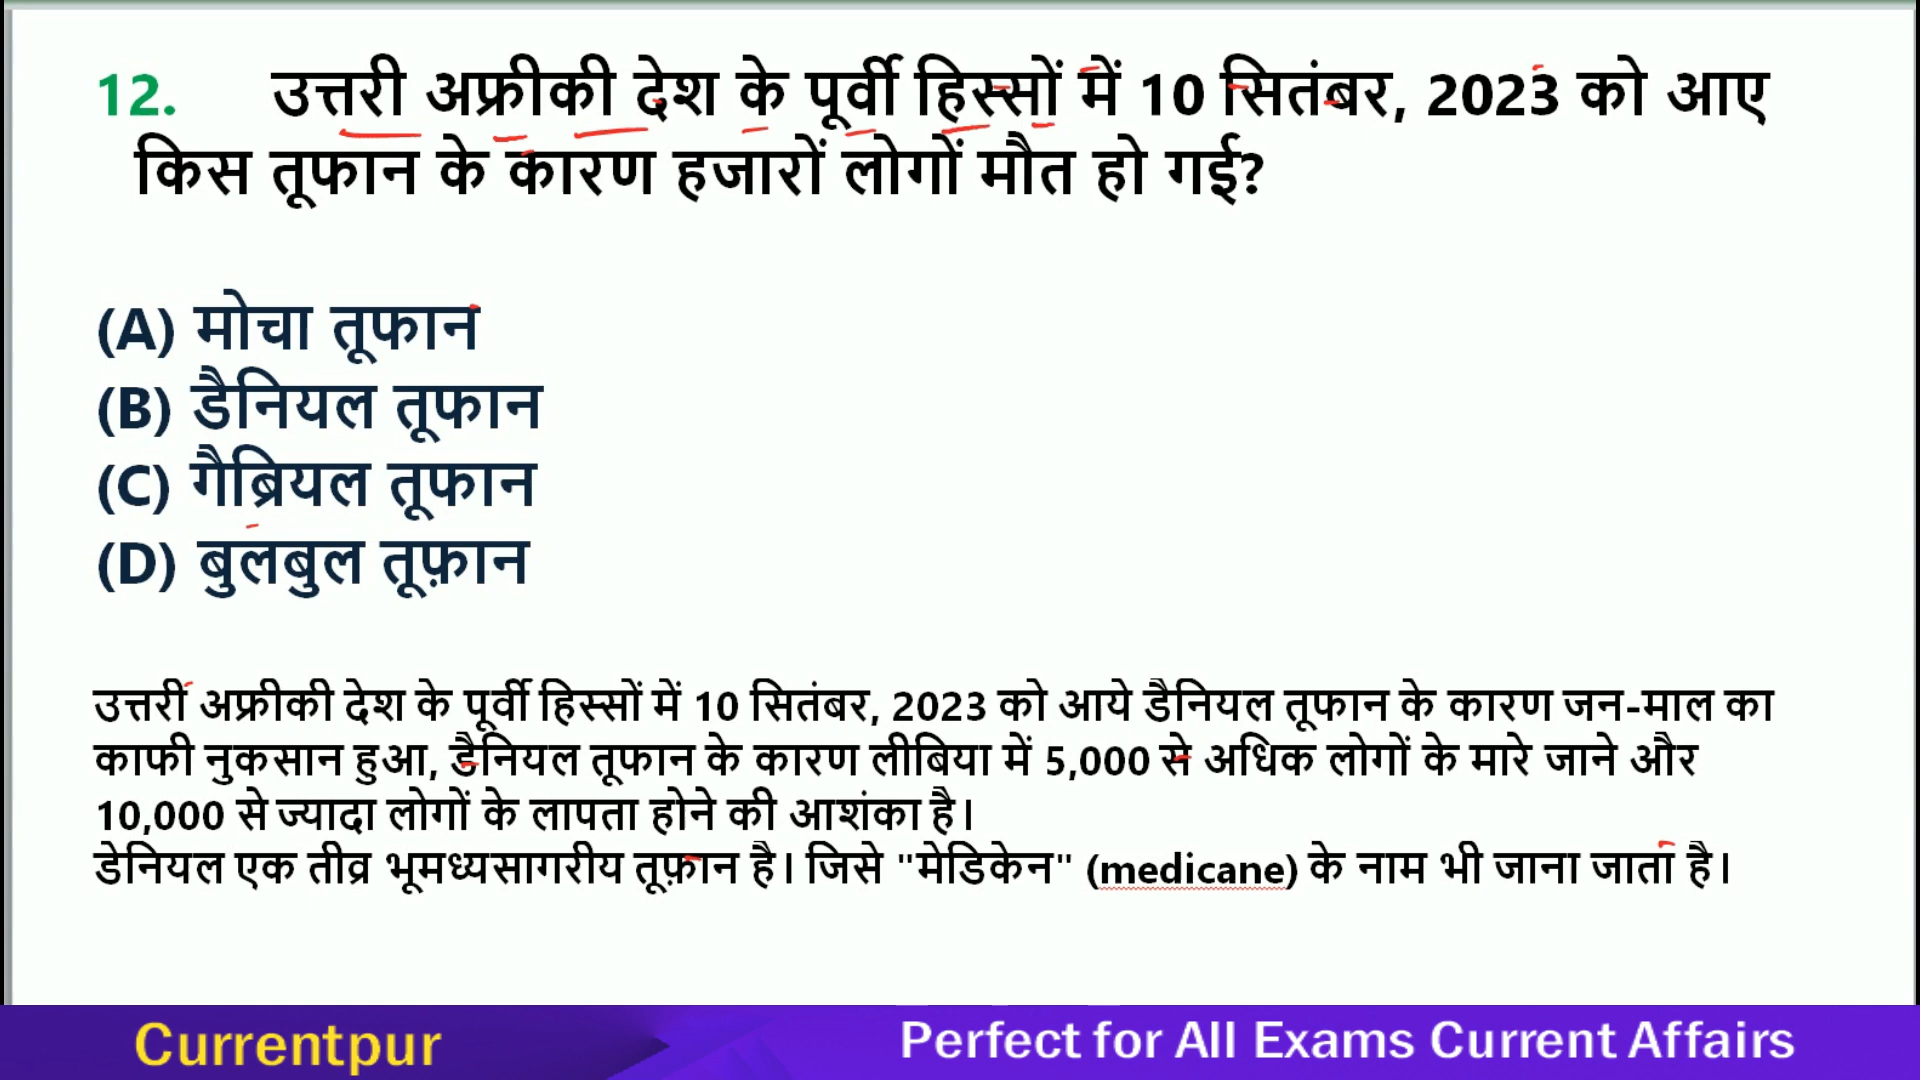 12. उत्तरी अफ्रीकी देश के पूर्वी हिस्सों में 10 सितंबर, 2023 को आए
किस तूफान के कारण हजारों लोगों मौत हो गई?
(A) मोचा तूफान
(B) डैनियल तूफान
(C) गैब्रियल तूफान
(D) बुलबुल तूफ़ान
उत्तरी अफ्रीकी देश के पूर्वी हिस्सों में 10 सितंबर, 2023 को आये डैनियल तूफान के कारण जन-माल का
काफी नुकसान हुआ, डैनियल तूफान के कारण लीबिया में 5,000 से अधिक लोगों के मारे जाने और
10,000 से ज्यादा लोगों के लापता होने की आशंका है।
डेनियल एक तीव्र भूमध्यसागरीय तूफ़ान है। जिसे "मेडिकेन" (medicane) के नाम भी जाना जाता है।
Currentpur
Perfect for All Exams Current Affairs